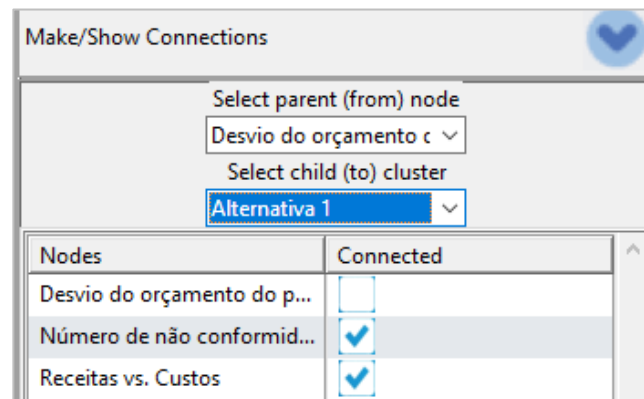 Make/Show Connections
Select parent (from) node
Desvio do orçamento c
Select child (to) cluster
Alternativa 1
Nodes Connected
Desvio do orçamento do p...
Número de não conformid...
Receitas vs. Custos